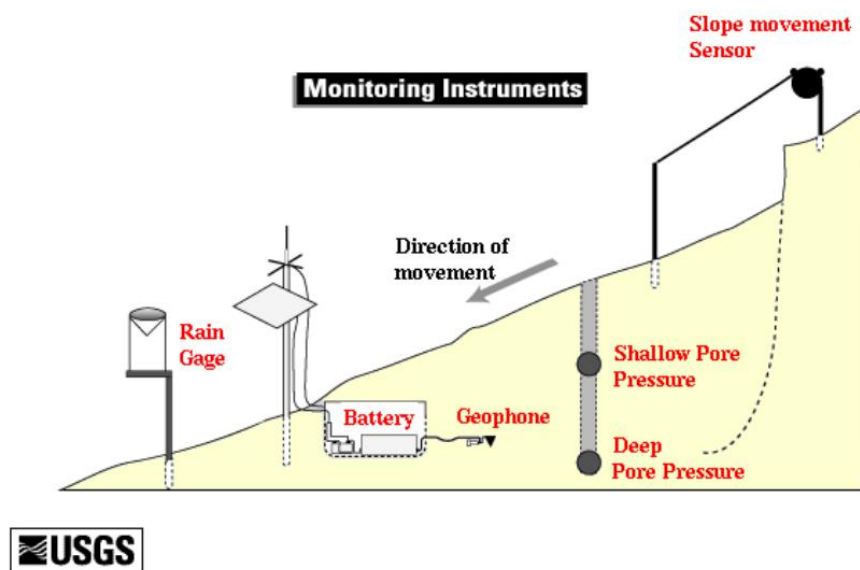 Slope movement
Sensor
Monitoring Instruments
Direction of
movement
Rain
Gage
Shallow Pore
Pressure
Battery
Geophone
Deep
Pore Pressure
USGS